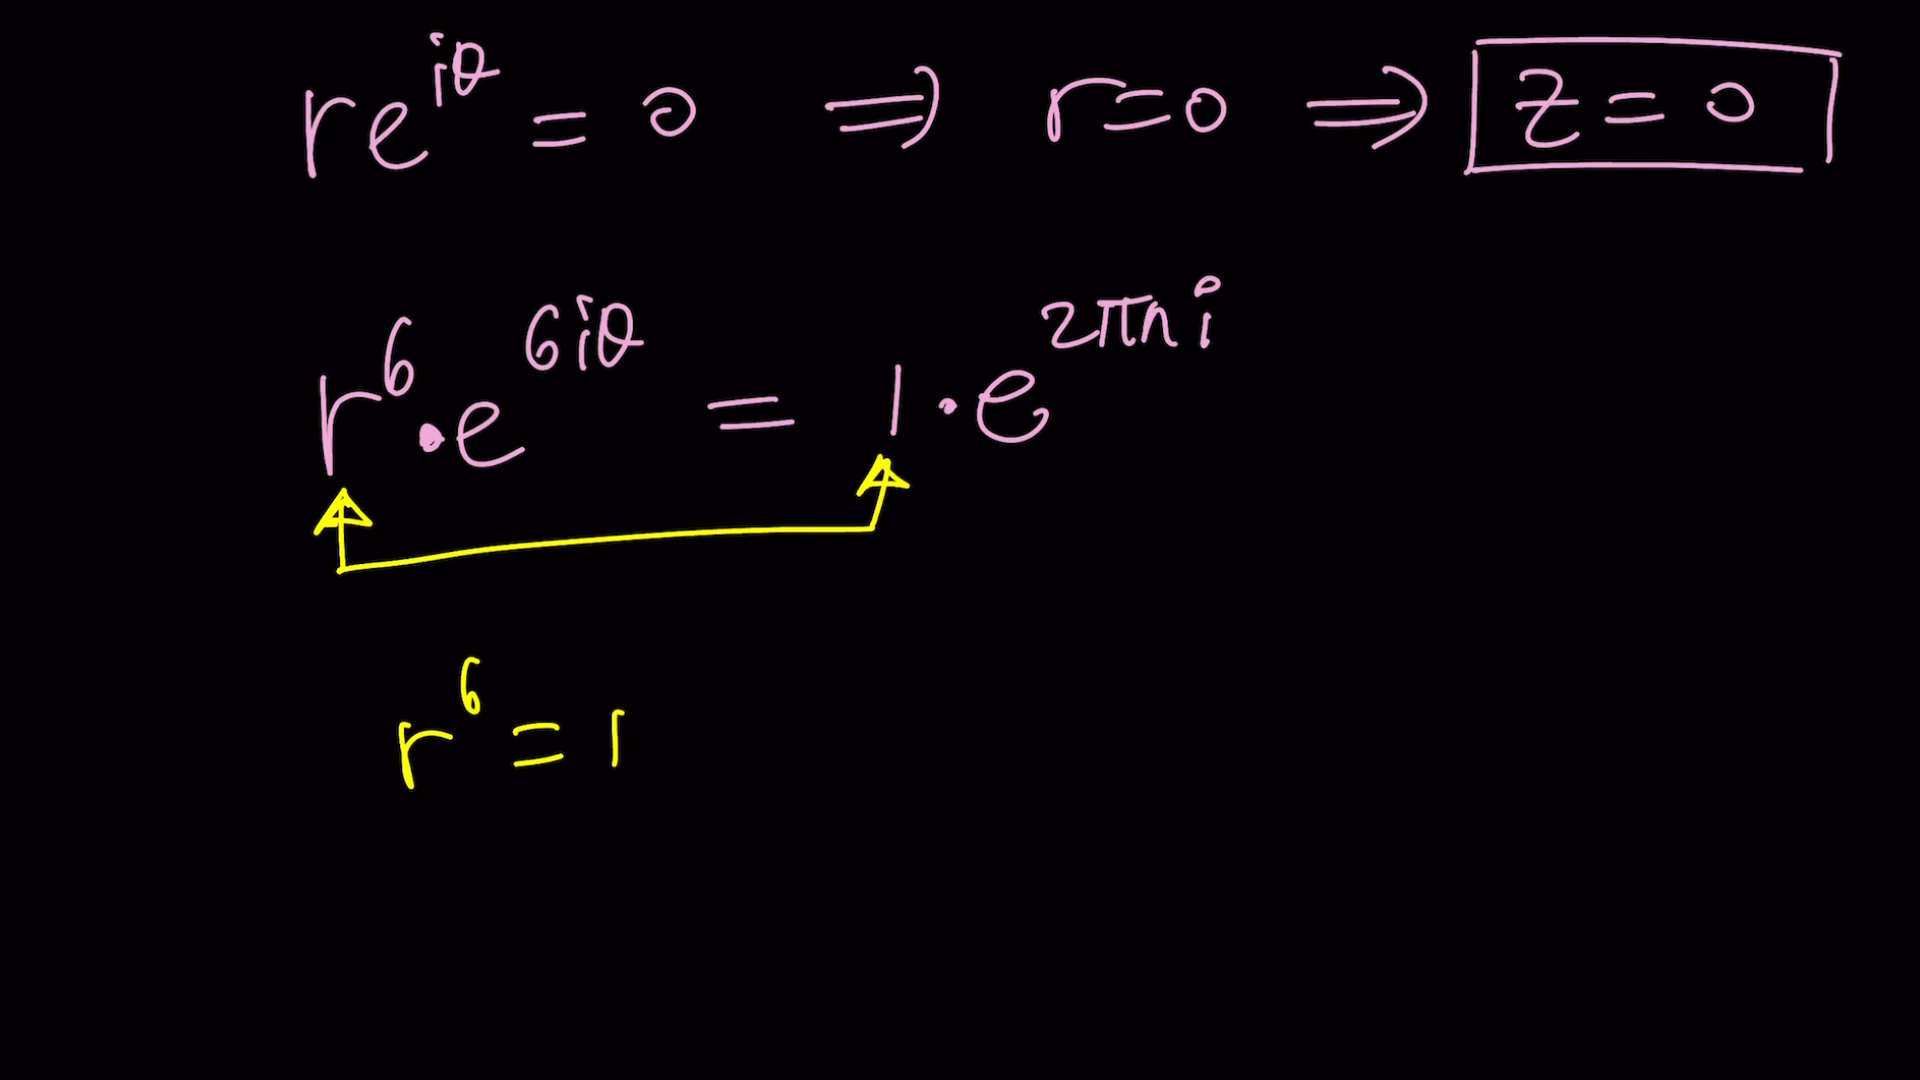 re^{iθ} = 0 ⟹ r=0 ⟹ z=0
r^6 · e^{6iθ} = 1 · e^{2πni}
r^6 = 1